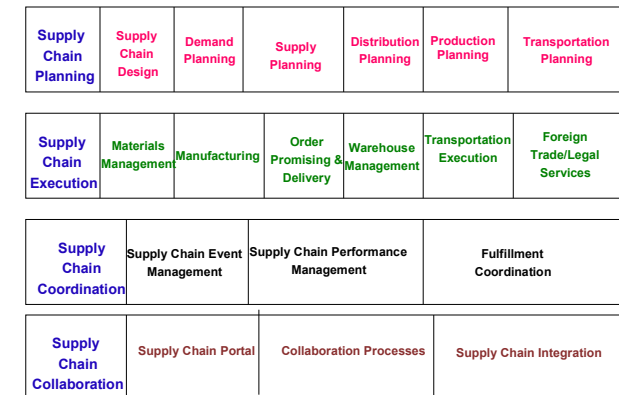 Supply
Chain
Planning
Supply
Chain
Design
Demand
Planning
Supply
Planning
Distribution
Planning
Production
Planning
Transportation
Planning
Supply
Chain
Execution
Materials
Management
Manufacturing
Order
Promising &
Delivery
Warehouse
Management
Transportation
Execution
Foreign
Trade/Legal
Services
Supply
Chain
Coordination
Supply Chain Event
Management
Supply Chain Performance
Management
Fulfillment
Coordination
Supply
Chain
Collaboration
Supply Chain Portal
Collaboration Processes
Supply Chain Integration